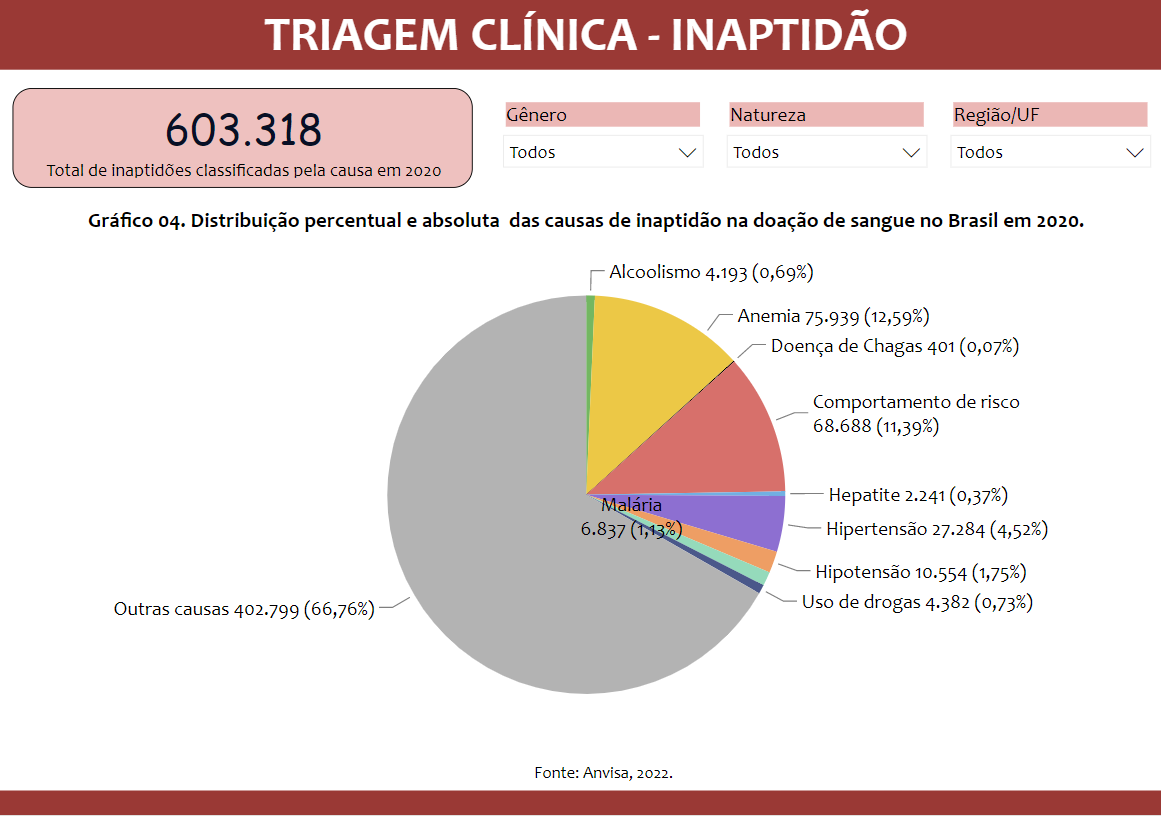 TRIAGEM CLÍNICA - INAPTIDÃO
603.318
Total de inaptidões classificadas pela causa em 2020
Gênero
Todos
Natureza
Todos
Região/UF
Todos
Gráfico 04. Distribuição percentual e absoluta  das causas de inaptidão na doação de sangue no Brasil em 2020.
Alcoolismo 4.193 (0,69%)
Anemia 75.939 (12,59%)
Doença de Chagas 401 (0,07%)
Comportamento de risco
68.688 (11,39%)
Hepatite 2.241 (0,37%)
Malária
6.837 (1,13%)
Hipertensão 27.284 (4,52%)
Hipotensão 10.554 (1,75%)
Uso de drogas 4.382 (0,73%)
Outras causas 402.799 (66,76%)
Fonte: Anvisa, 2022.